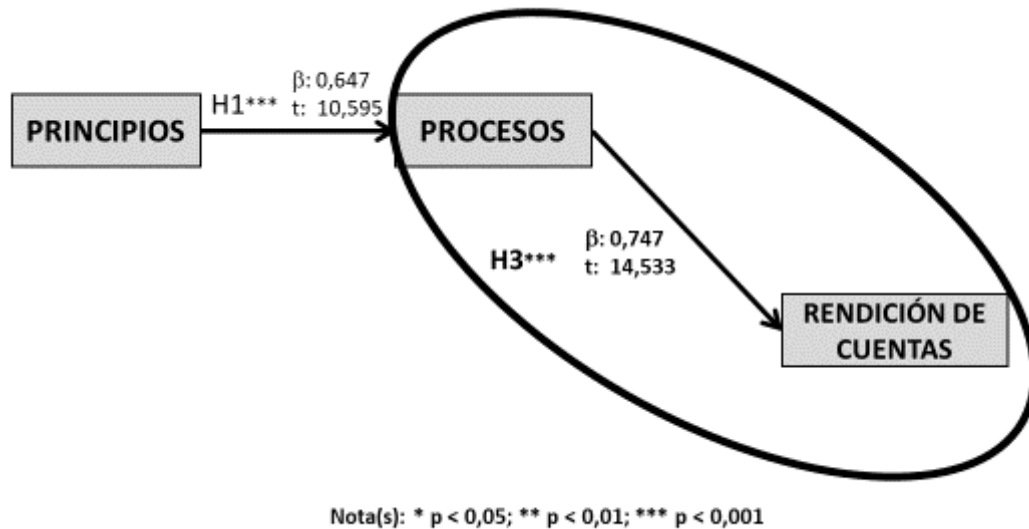 PRINCIPIOS
H1***
β: 0,647
t: 10,595
PROCESOS
H3***
β: 0,747
t: 14,533
RENDICIÓN DE
CUENTAS
Nota(s): * p < 0,05; ** p < 0,01; *** p < 0,001